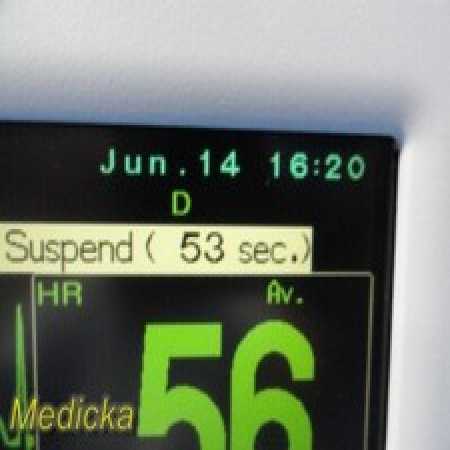 Jun.14 16:20
D
Suspend ( 53 sec.)
HR Av.
56
Medicka